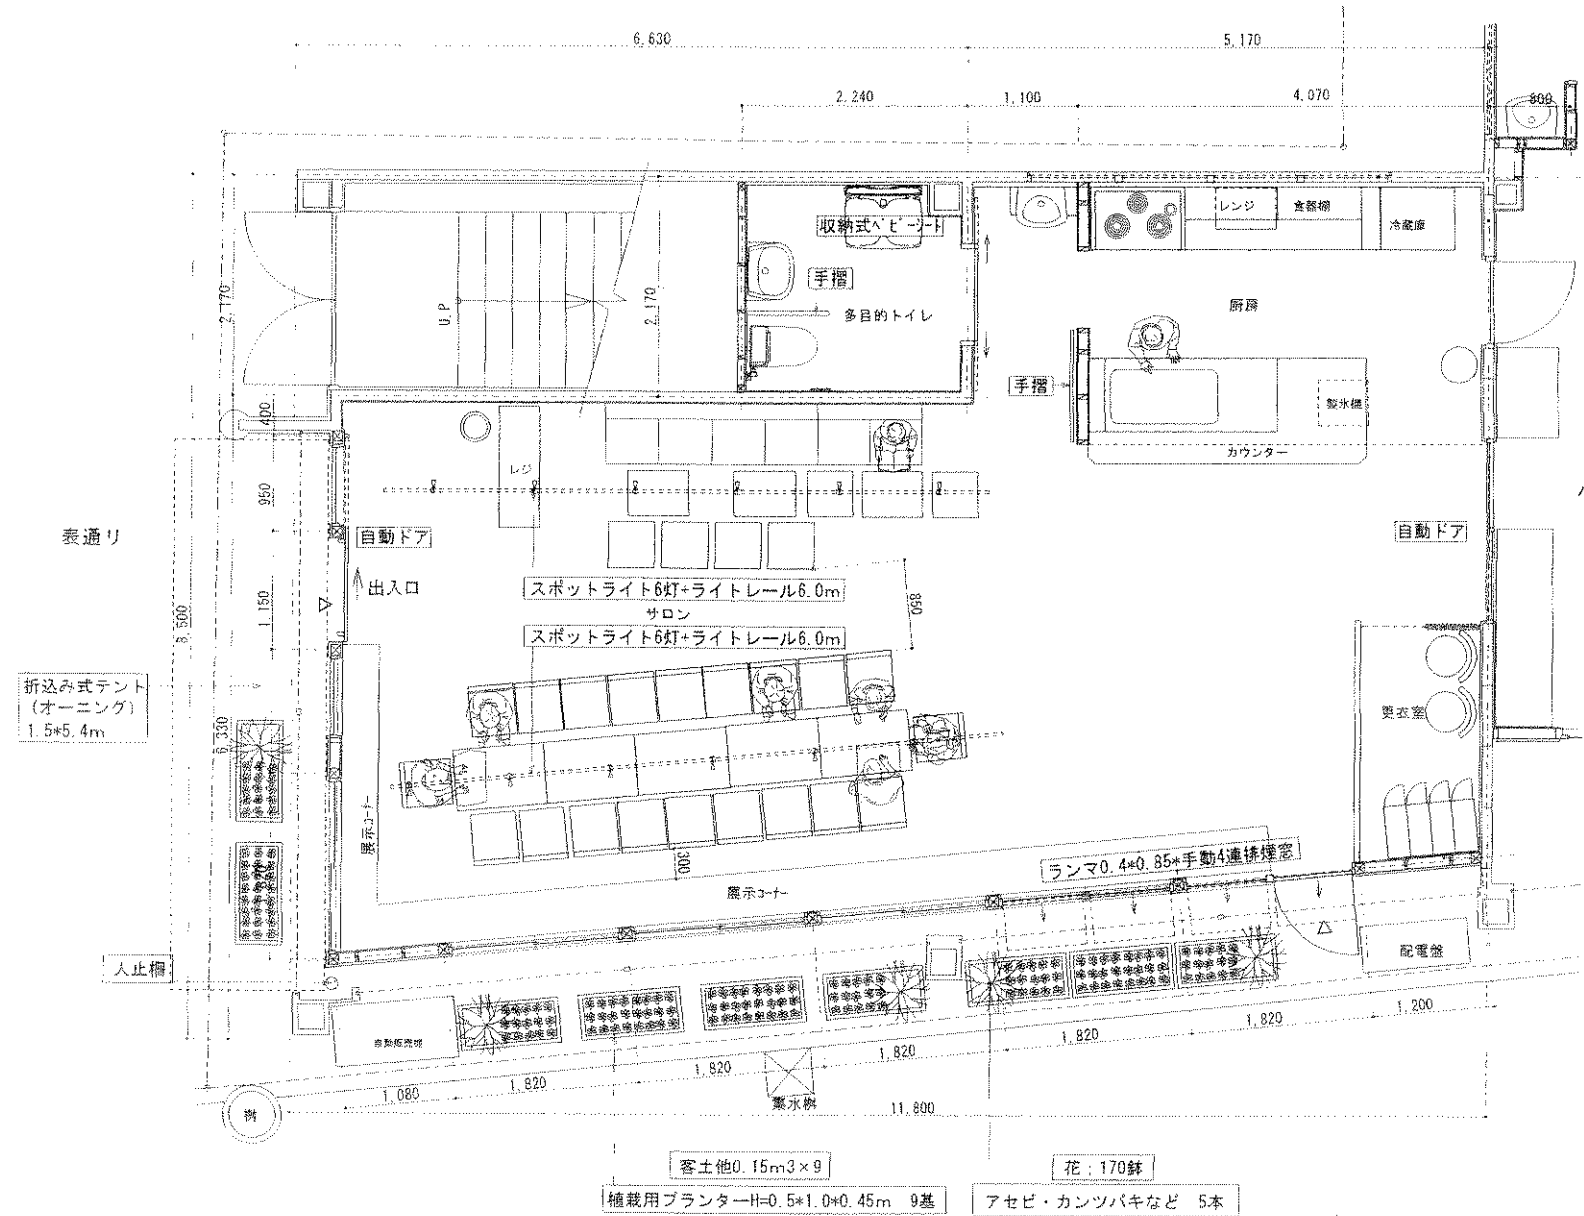 6,630
5,170
2,240
1,100
4,070
800
レンジ
食器棚
冷蔵庫
収納式ベビーシート
手摺
多目的トイレ
厨房
2,170
U.P
2,170
手摺
製氷機
カウンター
400
レジ
950
表通り
自動ドア
自動ドア
出入口
スポットライト6灯+ライトレール6.0m
サロン
スポットライト6灯+ライトレール6.0m
850
1,150
8,500
折込み式テント
(オーニング)
1.5*5.4m
6,330
更衣室
展示コーナー
300
展示コーナー
ランマ0.4*0.85*手動4連排煙窓
人止柵
配電盤
自動販売機
1,080
1,820
1,820
1,820
1,820
1,820
1,200
集水桝
桝
11,800
客土他0.15m3×9
花:170鉢
植栽用プランターH=0.5*1.0*0.45m 9基
アセビ・カンツバキなど 5本